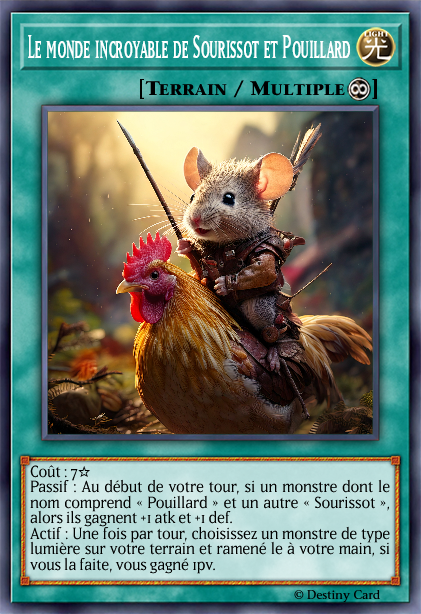 Le monde incroyable de Sourissot et Pouillard
LIGHT
光
[Terrain / Multiple]
Coût : 7☆
Passif : Au début de votre tour, si un monstre dont le
nom comprend « Pouillard » et un autre « Sourissot »,
alors ils gagnent +1 atk et +1 def.
Actif : Une fois par tour, choisissez un monstre de type
lumière sur votre terrain et ramené le à votre main, si
vous la faite, vous gagné 1pv.
© Destiny Card